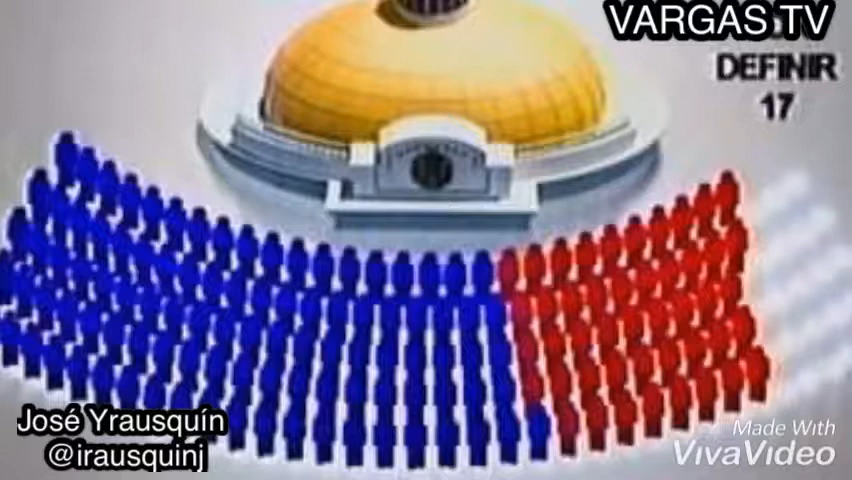 VARGAS TV
DEFINIR
17
José Yrausquín
@irausquinj
Made With
VivaVideo